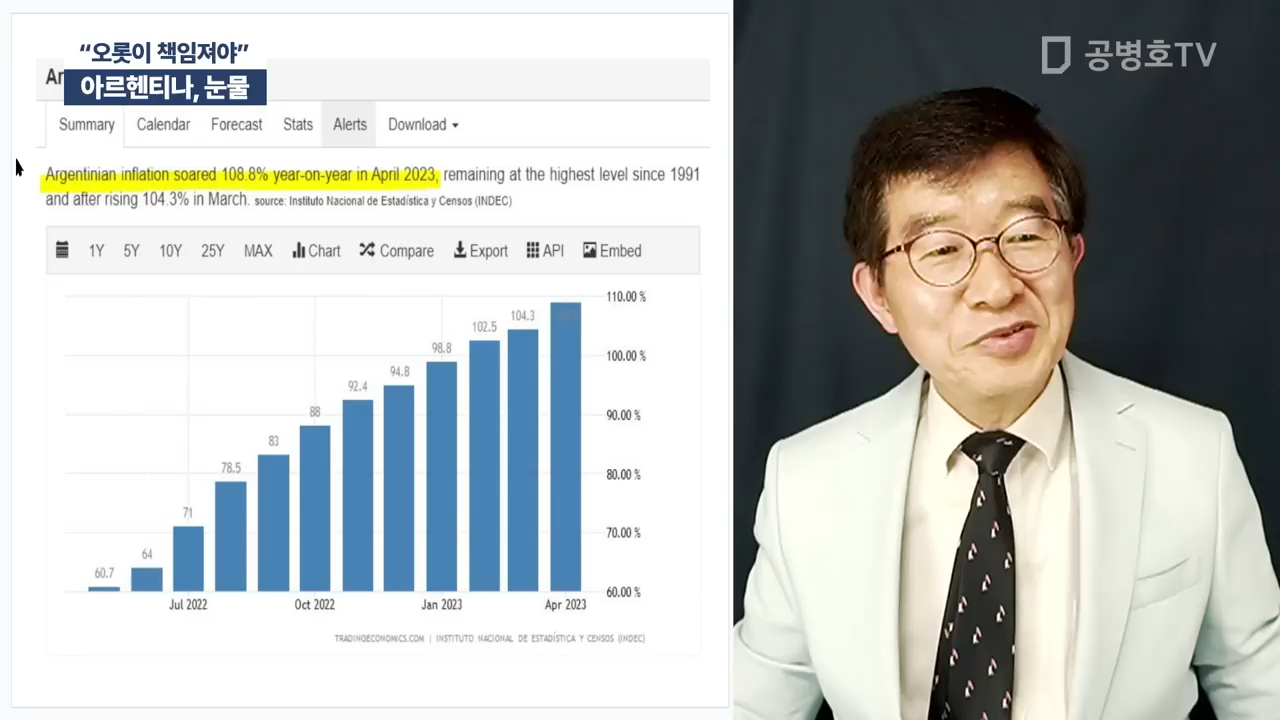 “오롯이 책임져야”
아르헨티나, 눈물
공병호TV
Summary Calendar Forecast Stats Alerts Download
Argentinian inflation soared 108.8% year-on-year in April 2023, remaining at the highest level since 1991
and after rising 104.3% in March. source: Instituto Nacional de Estadística y Censos (INDEC)
1Y 5Y 10Y 25Y MAX Chart Compare Export API Embed
110.00 %
100.00 %
90.00 %
80.00 %
70.00 %
60.00 %
60.7
64
71
78.5
83
88
92.4
94.8
98.8
102.5
104.3
Jul 2022 Oct 2022 Jan 2023 Apr 2023
TRADINGECONOMICS.COM | INSTITUTO NACIONAL DE ESTADÍSTICA Y CENSOS (INDEC)